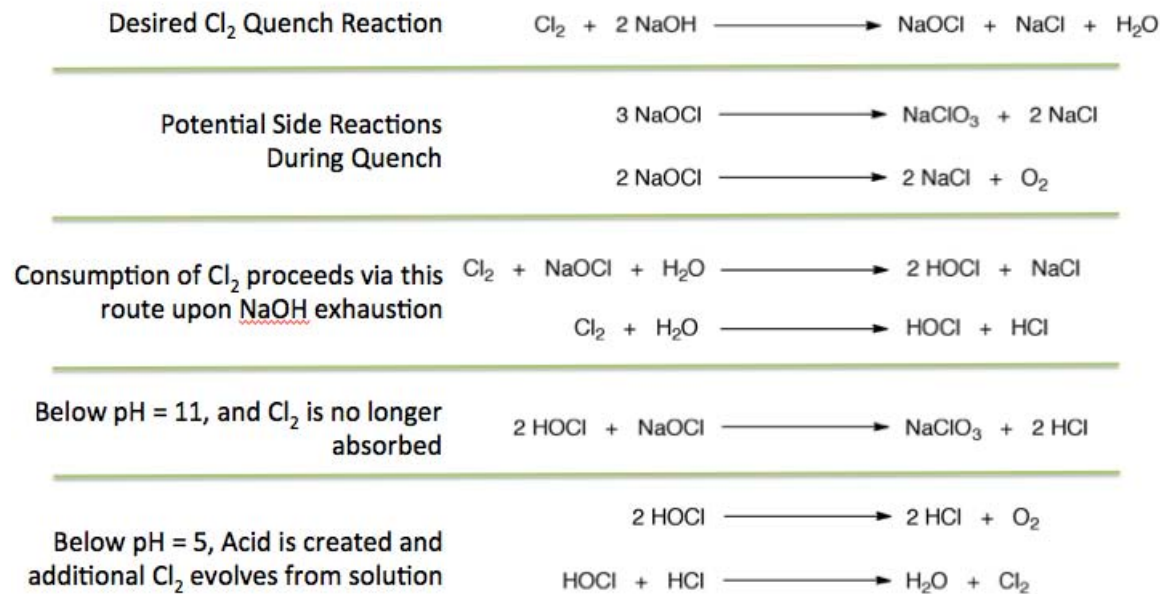 Desired Cl₂ Quench Reaction Cl₂ + 2 NaOH → NaOCl + NaCl + H₂O
Potential Side Reactions
During Quench
3 NaOCl → NaClO₃ + 2 NaCl
2 NaOCl → 2 NaCl + O₂
Consumption of Cl₂ proceeds via this
route upon NaOH exhaustion
Cl₂ + NaOCl + H₂O → 2 HOCl + NaCl
Cl₂ + H₂O → HOCl + HCl
Below pH = 11, and Cl₂ is no longer
absorbed
2 HOCl + NaOCl → NaClO₃ + 2 HCl
Below pH = 5, Acid is created and
additional Cl₂ evolves from solution
2 HOCl → 2 HCl + O₂
HOCl + HCl → H₂O + Cl₂